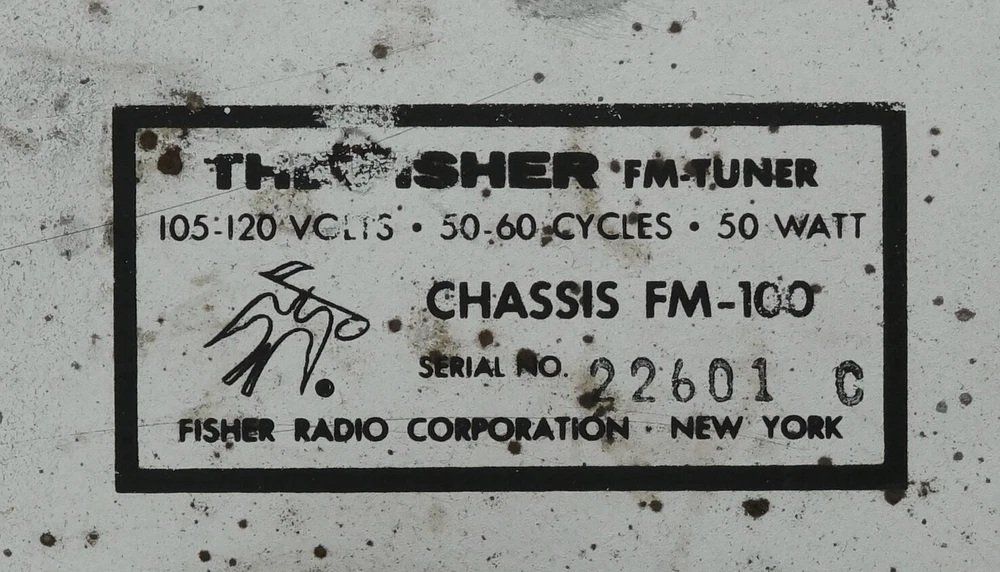 THE FISHER FM-TUNER
105-120 VOLTS • 50-60 CYCLES • 50 WATT
CHASSIS FM-100
SERIAL NO. 22601 C
FISHER RADIO CORPORATION · NEW YORK